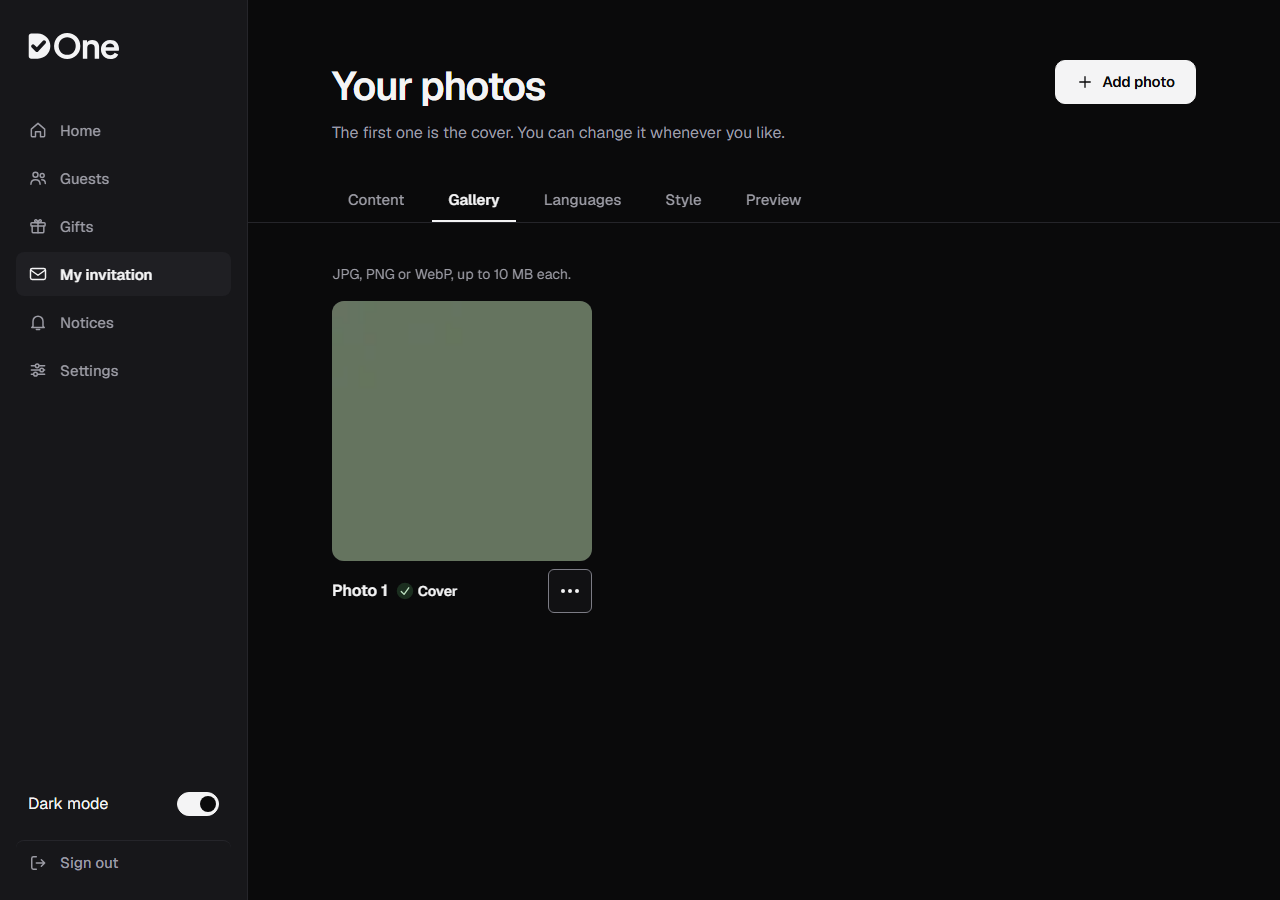 DOne
Home
Guests
Gifts
My invitation
Notices
Settings
Dark mode
Sign out
Your photos
The first one is the cover. You can change it whenever you like.
Add photo
Content
Gallery
Languages
Style
Preview
JPG, PNG or WebP, up to 10 MB each.
Photo 1
Cover